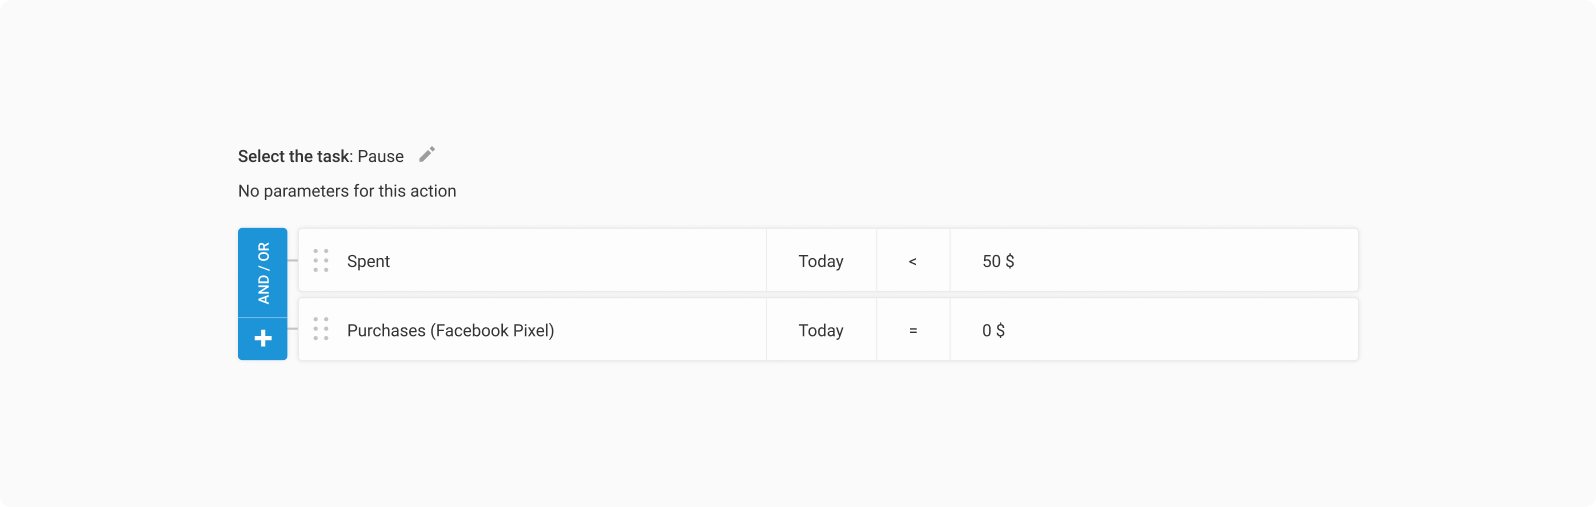 Select the task: Pause
No parameters for this action
AND / OR
Spent Today < 50 $
Purchases (Facebook Pixel) Today = 0 $